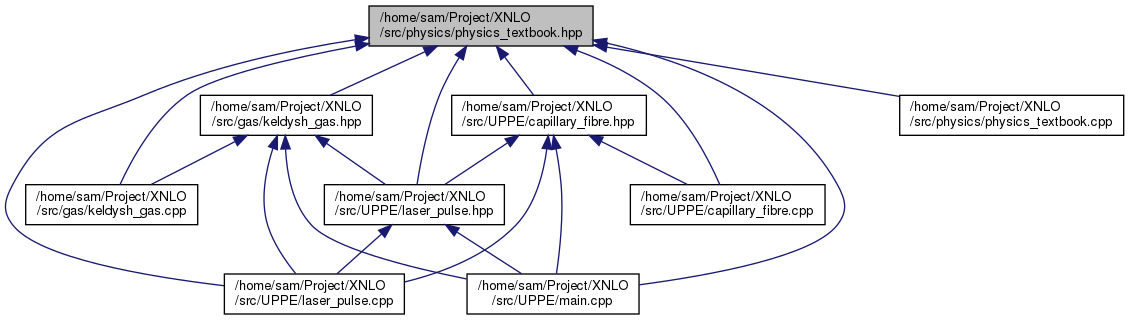 /home/sam/Project/XNLO
/src/physics/physics_textbook.hpp
/home/sam/Project/XNLO
/src/gas/keldysh_gas.hpp
/home/sam/Project/XNLO
/src/UPPE/capillary_fibre.hpp
/home/sam/Project/XNLO
/src/physics/physics_textbook.cpp
/home/sam/Project/XNLO
/src/gas/keldysh_gas.cpp
/home/sam/Project/XNLO
/src/UPPE/laser_pulse.hpp
/home/sam/Project/XNLO
/src/UPPE/capillary_fibre.cpp
/home/sam/Project/XNLO
/src/UPPE/laser_pulse.cpp
/home/sam/Project/XNLO
/src/UPPE/main.cpp